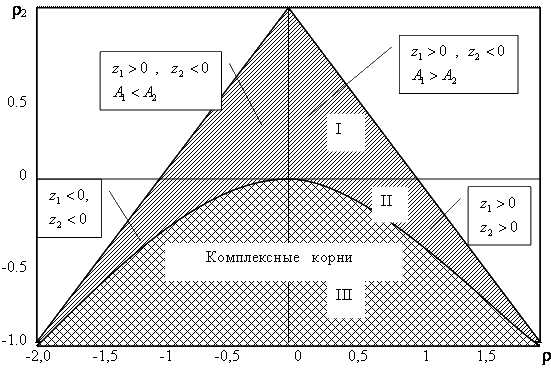 ρ₂
z₁ > 0 , z₂ < 0
A₁ < A₂
z₁ > 0 , z₂ < 0
A₁ > A₂
0.5
I
0
z₁ < 0,
z₂ < 0
II
z₁ > 0
z₂ > 0
Комплексные корни
-0.5
III
-1.0
-2,0 -1,5 -1 -0,5 0 0,5 1 1,5 ρ